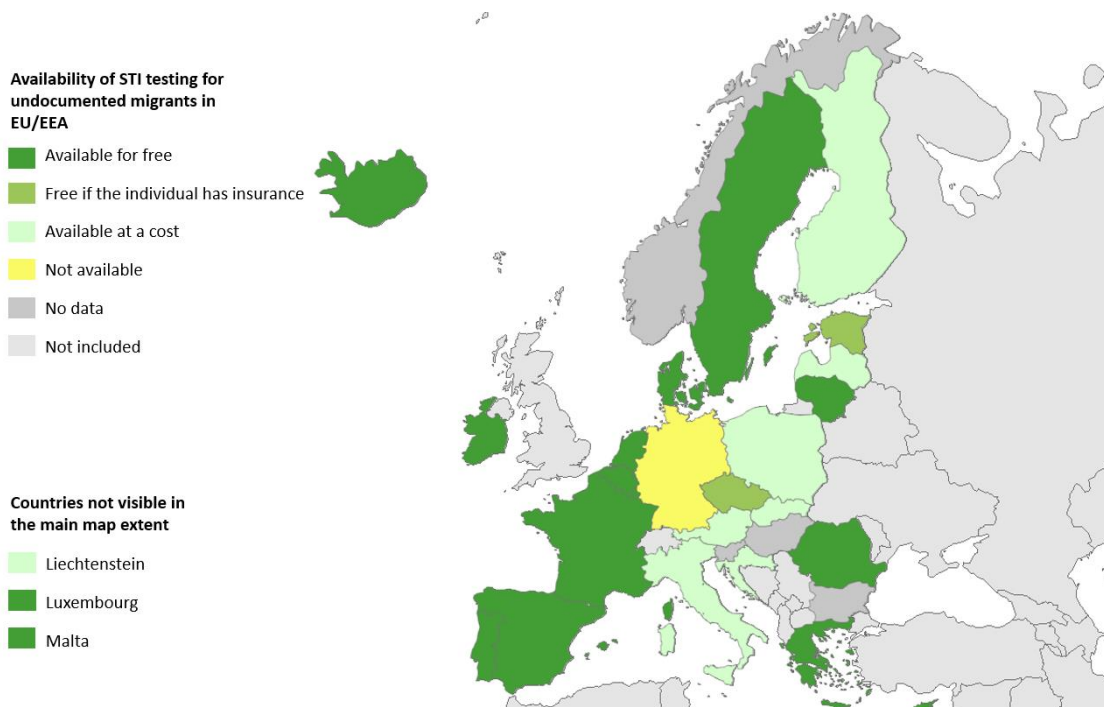 Availability of STI testing for
undocumented migrants in
EU/EEA
Available for free
Free if the individual has insurance
Available at a cost
Not available
No data
Not included
Countries not visible in
the main map extent
Liechtenstein
Luxembourg
Malta